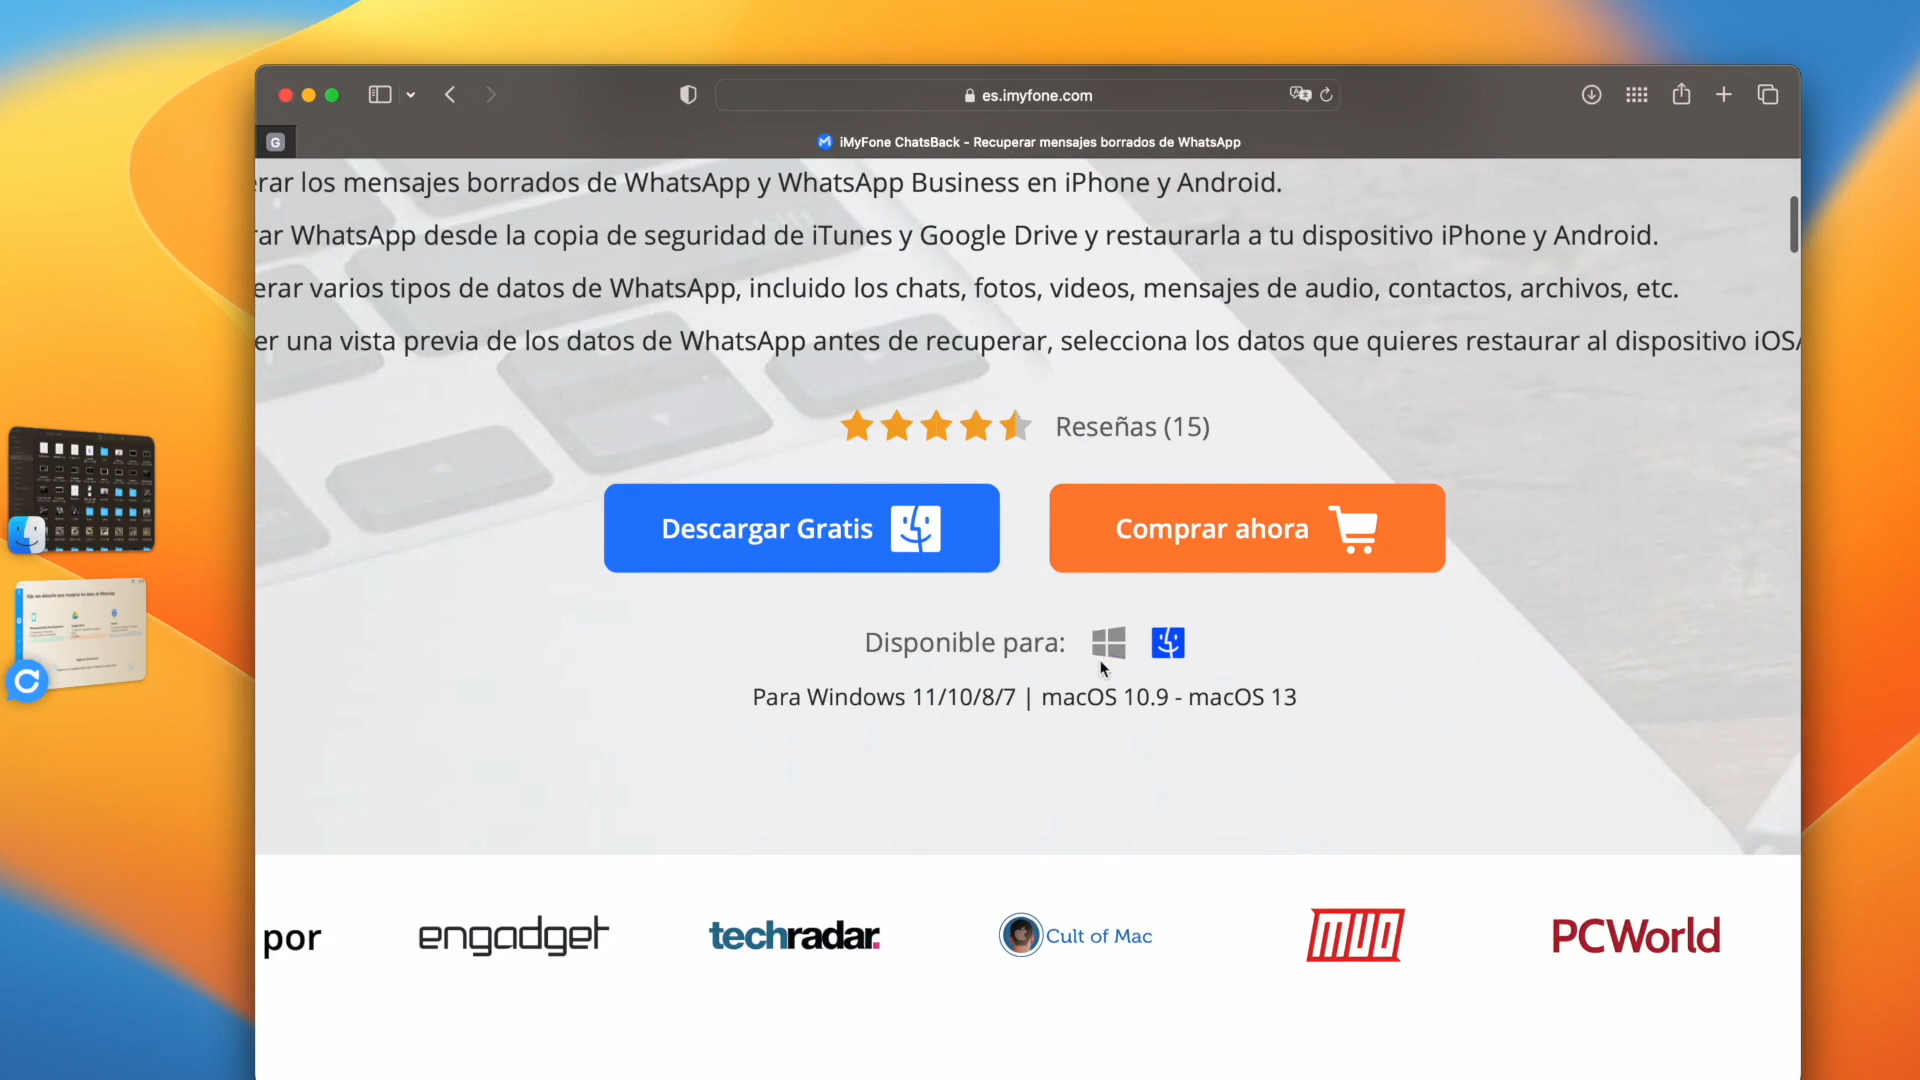 es.imyfone.com
G
iMyFone ChatsBack - Recuperar mensajes borrados de WhatsApp
rar los mensajes borrados de WhatsApp y WhatsApp Business en iPhone y Android.
rar WhatsApp desde la copia de seguridad de iTunes y Google Drive y restaurarla a tu dispositivo iPhone y Android.
erar varios tipos de datos de WhatsApp, incluido los chats, fotos, videos, mensajes de audio, contactos, archivos, etc.
er una vista previa de los datos de WhatsApp antes de recuperar, selecciona los datos que quieres restaurar al dispositivo iOS/
Reseñas (15)
Descargar Gratis
Comprar ahora
Disponible para:
Para Windows 11/10/8/7 | macOS 10.9 - macOS 13
por
engadget
techradar.
Cult of Mac
MUO
PCWorld